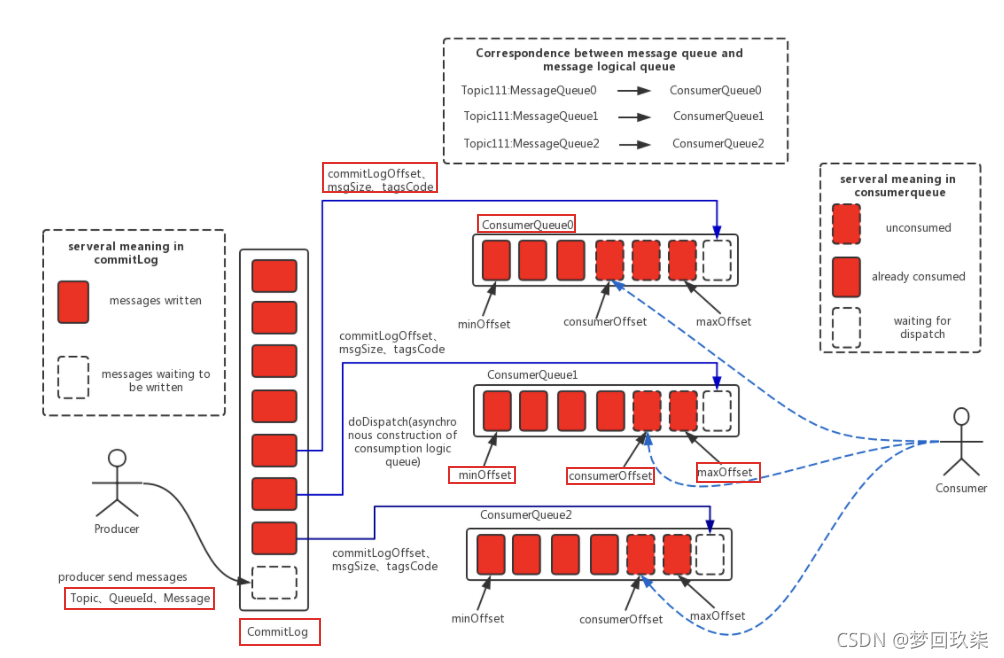 Correspondence between message queue and
message logical queue
Topic111:MessageQueue0
ConsumerQueue0
Topic111:MessageQueue1
ConsumerQueue1
Topic111:MessageQueue2
ConsumerQueue2
commitLogOffset、
msgSize、tagsCode
serveral meaning in
consumerqueue
unconsumed
already consumed
waiting for
dispatch
serveral meaning in
commitLog
messages written
messages waiting to
be written
ConsumerQueue0
minOffset
consumerOffset
maxOffset
commitLogOffset、
msgSize、tagsCode
ConsumerQueue1
doDispatch(asynchro
nous construction of
consumption logic
queue)
minOffset
consumerOffset
maxOffset
Consumer
Producer
ConsumerQueue2
commitLogOffset、
msgSize、tagsCode
minOffset
consumerOffset
maxOffset
producer send messages
Topic、QueueId、Message
CommitLog
CSDN @梦回玖柒